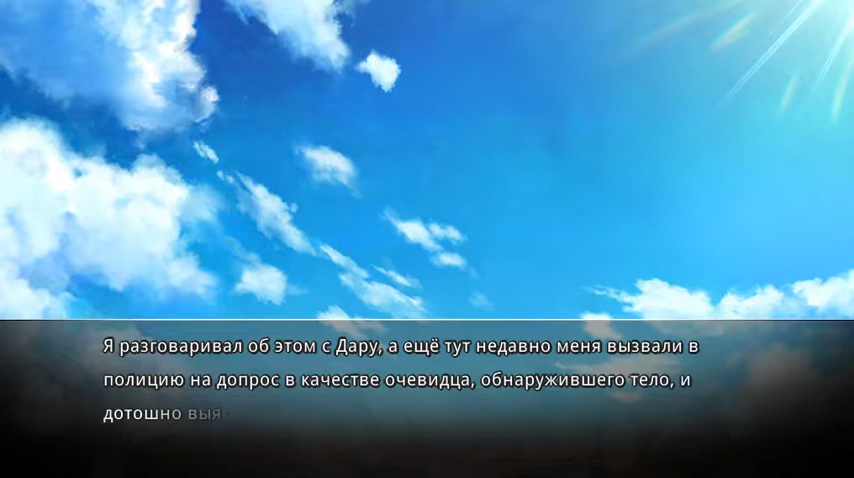 Я разговаривал об этом с Дару, а ещё тут недавно меня вызвали в
полицию на допрос в качестве очевидца, обнаружившего тело, и
дотошно